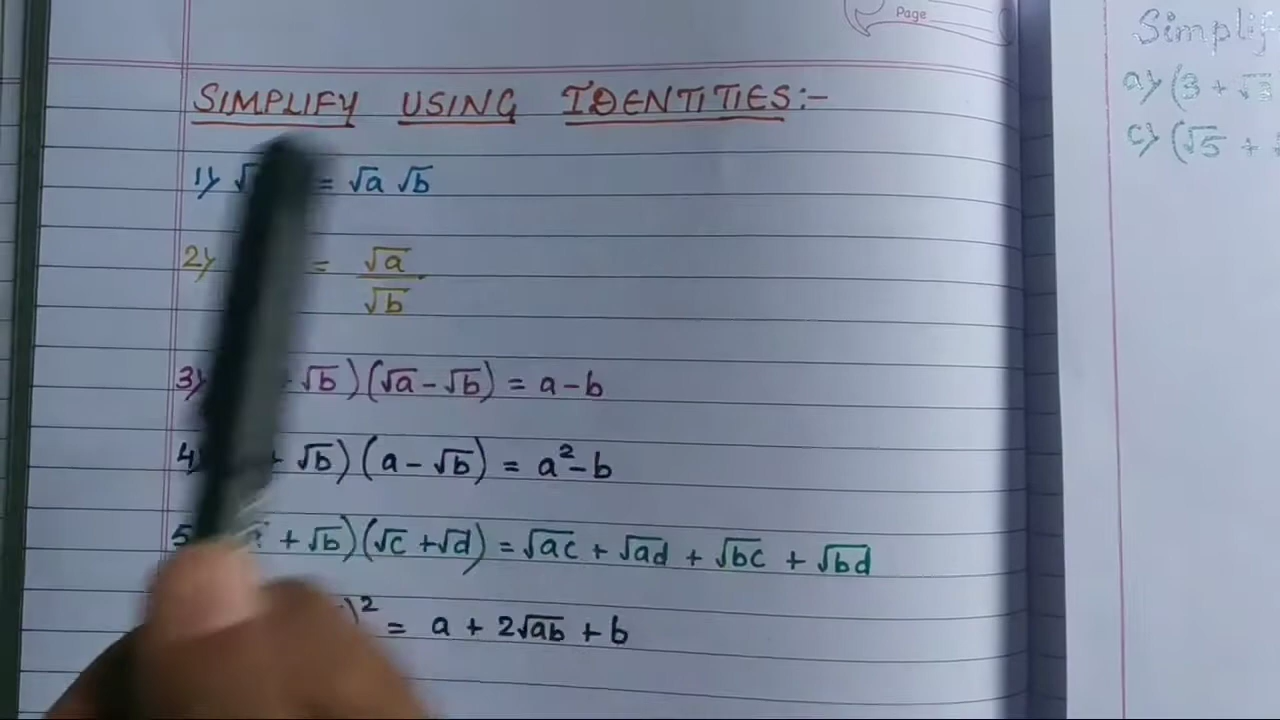 Page
SIMPLIFY USING IDENTITIES:-
1) √ = √a √b
2) = √a/√b
3) √b)(√a-√b) = a-b
4) + √b)(a-√b) = a²-b
5 + √b)(√c+√d) = √ac + √ad + √bc + √bd
)² = a + 2√ab + b
Simplif
a) (3 + √3
c) (√5 +